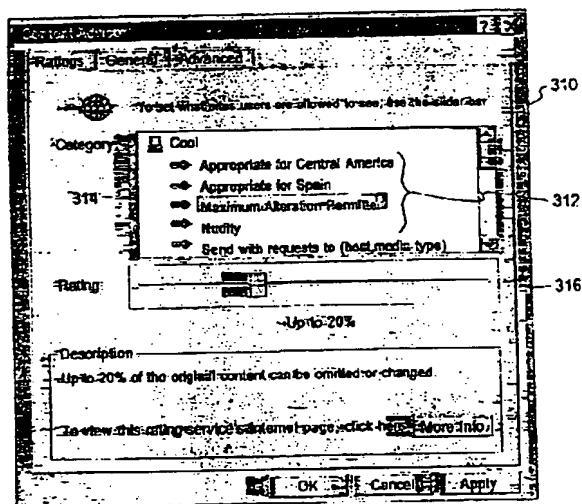 Content Advisor
Ratings General Advanced
310
To set what users are allowed to see, use the slider bar
Category
Cool
Appropriate for Central America
Appropriate for Spain
314
312
Maximum Alteration Permitted
Nudity
Send with requests to (host media type)
Rating
316
Up to 20%
Description
Up to 20% of the original content can be omitted or changed
To view this rating service's Internet page, click here
More Info
OK Cancel Apply